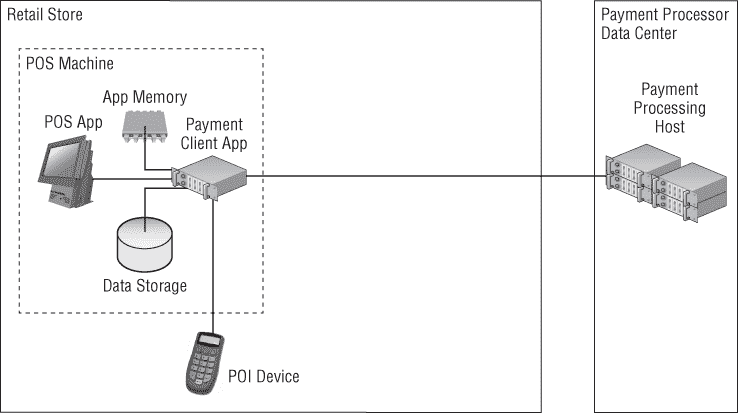 Retail Store
POS Machine
App Memory
POS App
Payment
Client App
Data Storage
POI Device
Payment Processor
Data Center
Payment
Processing
Host